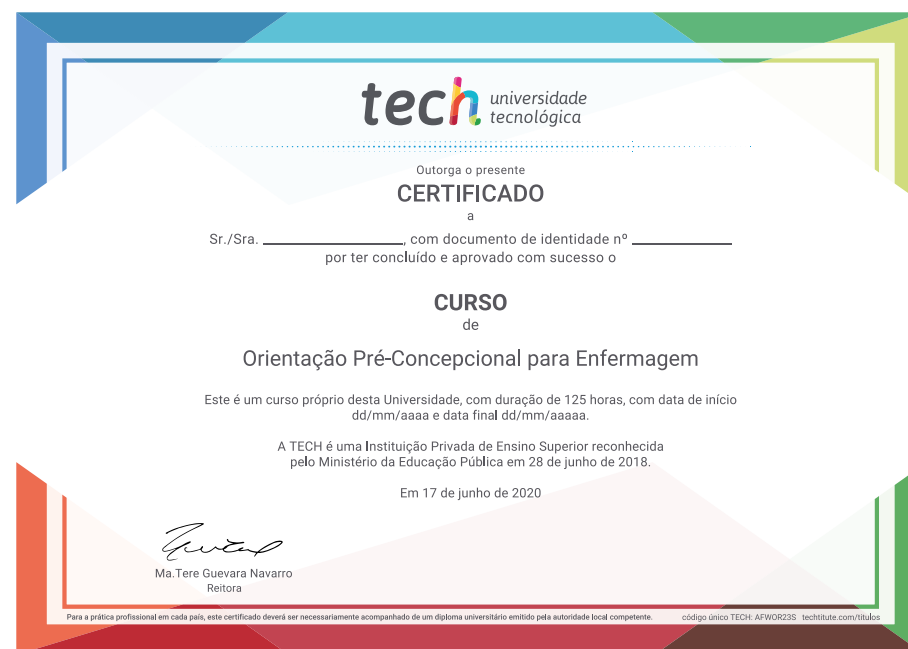 tech universidade
tecnológica
Outorga o presente
CERTIFICADO
a
Sr./Sra. ____________, com documento de identidade nº ____________
por ter concluído e aprovado com sucesso o
CURSO
de
Orientação Pré-Concepcional para Enfermagem
Este é um curso próprio desta Universidade, com duração de 125 horas, com data de início
dd/mm/aaaa e data final dd/mm/aaaaa.
A TECH é uma Instituição Privada de Ensino Superior reconhecida
pelo Ministério da Educação Pública em 28 de junho de 2018.
Em 17 de junho de 2020
Ma.Tere Guevara Navarro
Reitora
Para a prática profissional em cada país, este certificado deverá ser necessariamente acompanhado de um diploma universitário emitido pela autoridade local competente. código único TECH: AFWOR23S techtitute.com/titulos